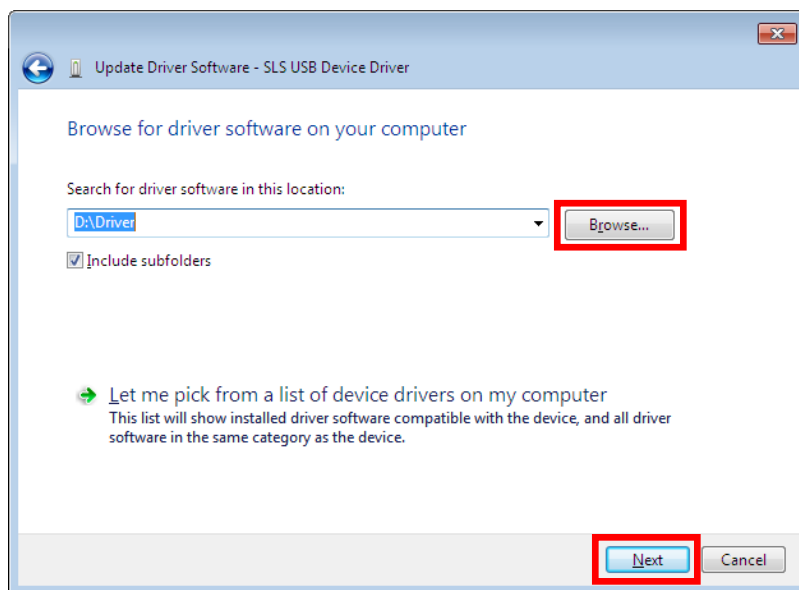 Update Driver Software - SLS USB Device Driver
Browse for driver software on your computer
Search for driver software in this location:
D:\Driver
Browse...
Include subfolders
Let me pick from a list of device drivers on my computer
This list will show installed driver software compatible with the device, and all driver
software in the same category as the device.
Next
Cancel